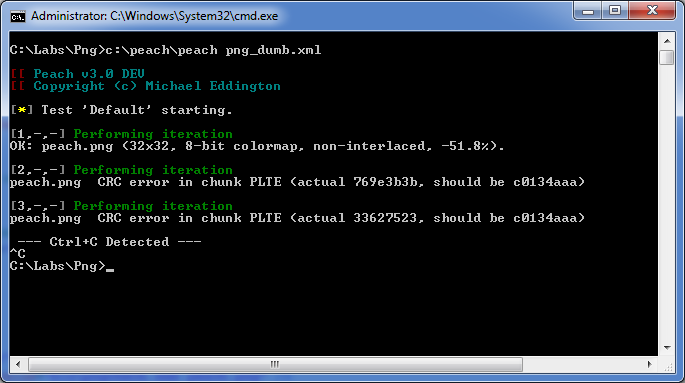 Administrator: C:\Windows\System32\cmd.exe
C:\Labs\Png>c:\peach\peach png_dumb.xml
[[ Peach v3.0 DEV
[[ Copyright (c) Michael Eddington
[*] Test 'Default' starting.
[1,-,-] Performing iteration
OK: peach.png (32x32, 8-bit colormap, non-interlaced, -51.8%).
[2,-,-] Performing iteration
peach.png  CRC error in chunk PLTE (actual 769e3b3b, should be c0134aaa)
[3,-,-] Performing iteration
peach.png  CRC error in chunk PLTE (actual 33627523, should be c0134aaa)
--- Ctrl+C Detected ---
^C
C:\Labs\Png>_